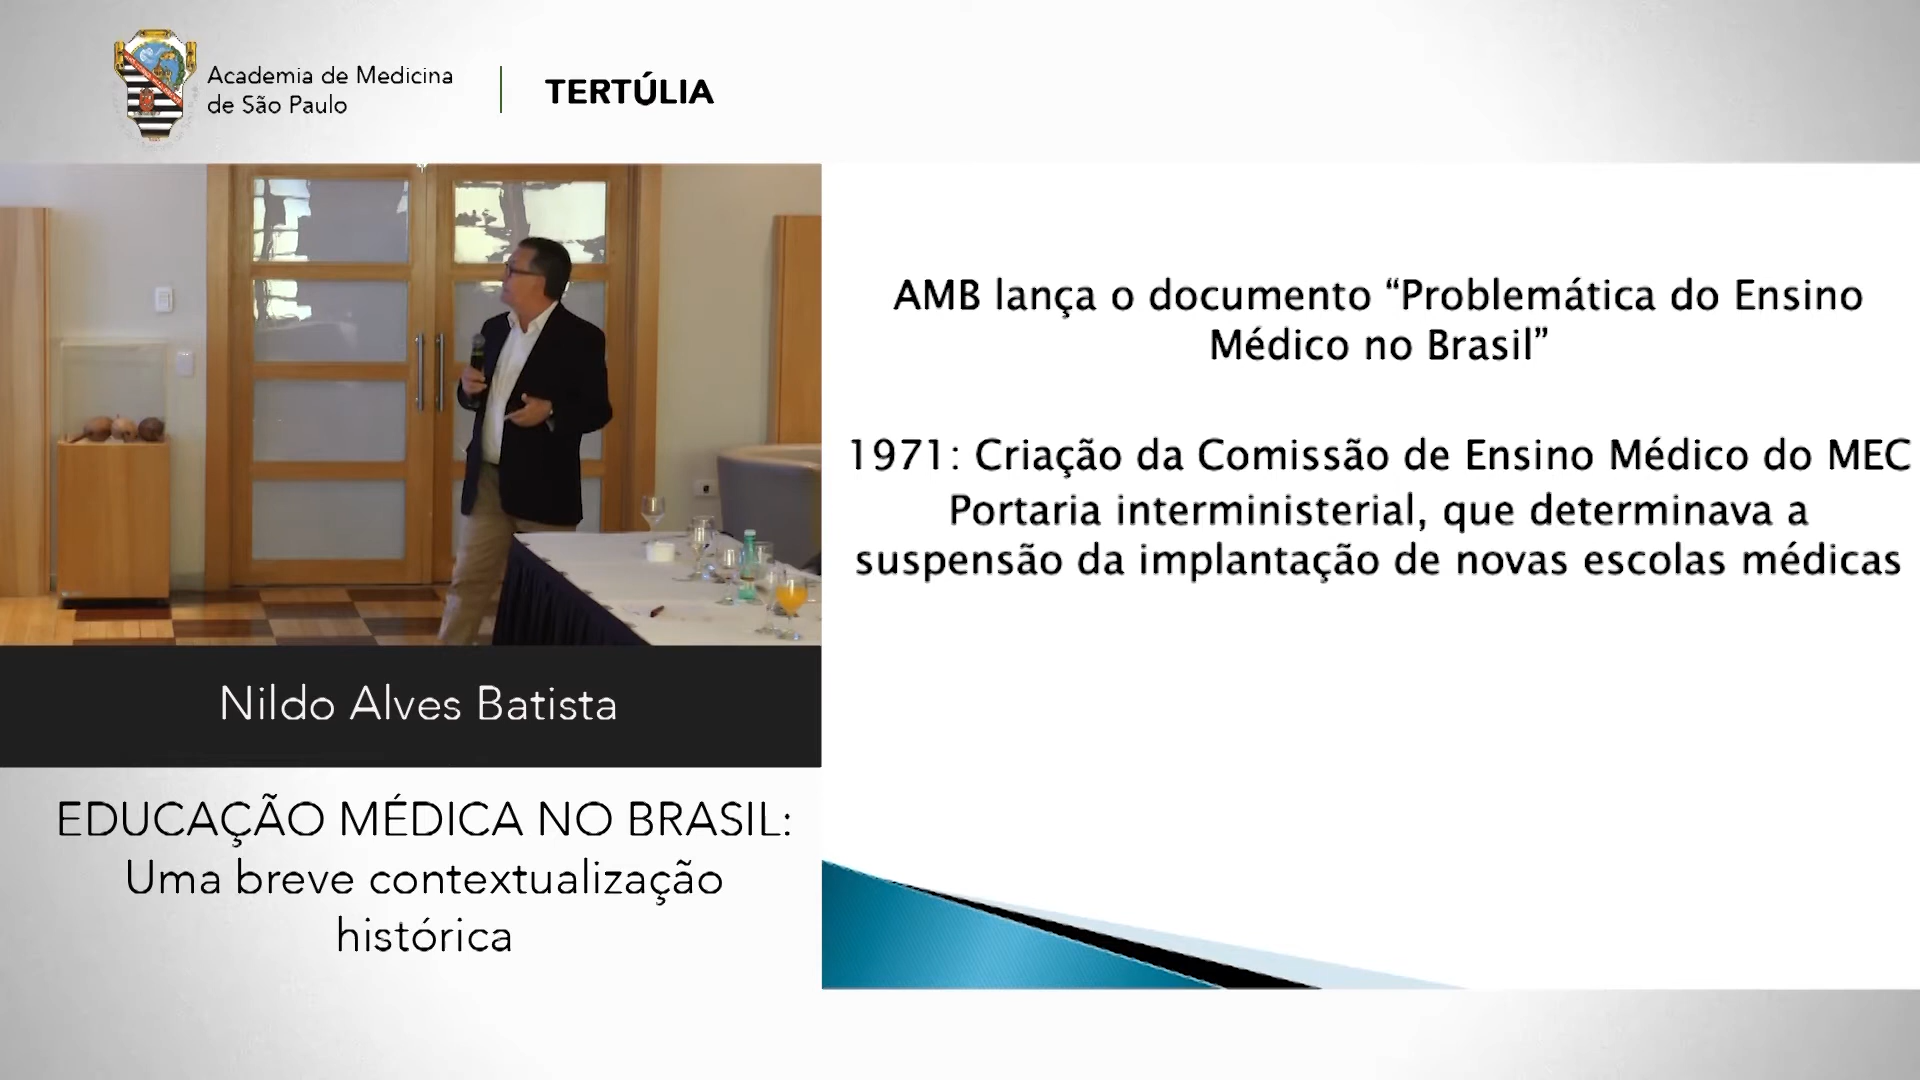 Academia de Medicina
de São Paulo
TERTÚLIA
AMB lança o documento “Problemática do Ensino
Médico no Brasil”
1971: Criação da Comissão de Ensino Médico do MEC
Portaria interministerial, que determinava a
suspensão da implantação de novas escolas médicas
Nildo Alves Batista
EDUCAÇÃO MÉDICA NO BRASIL:
Uma breve contextualização
histórica